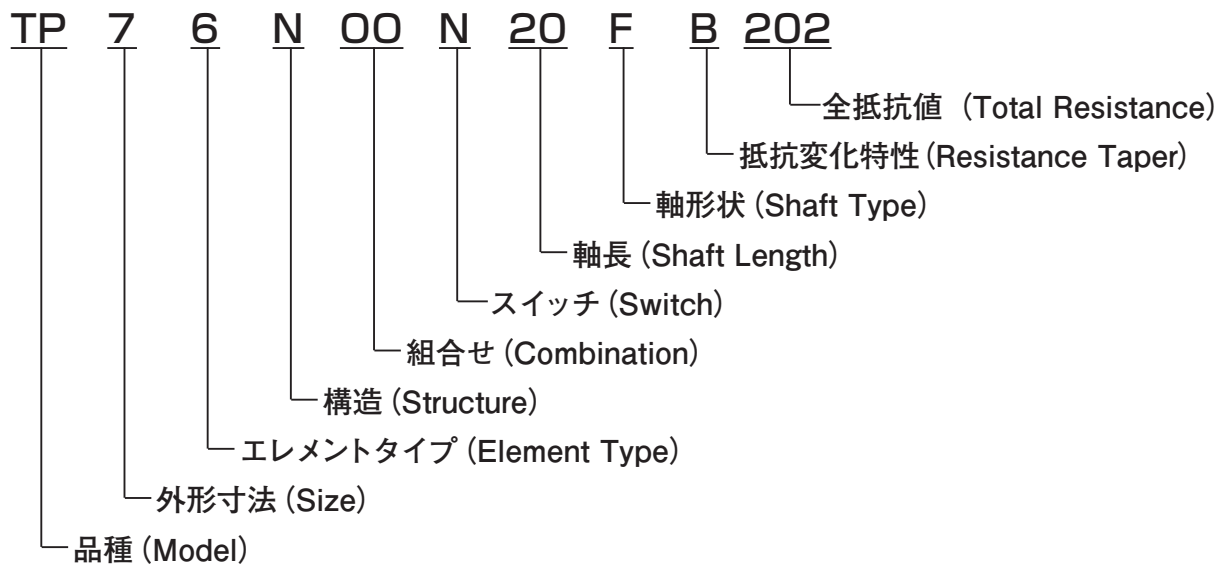 TP 7 6 N 00 N 20 F B 202
全抵抗値 (Total Resistance)
抵抗変化特性 (Resistance Taper)
軸形状 (Shaft Type)
軸長 (Shaft Length)
スイッチ (Switch)
組合せ (Combination)
構造 (Structure)
エレメントタイプ (Element Type)
外形寸法 (Size)
品種 (Model)